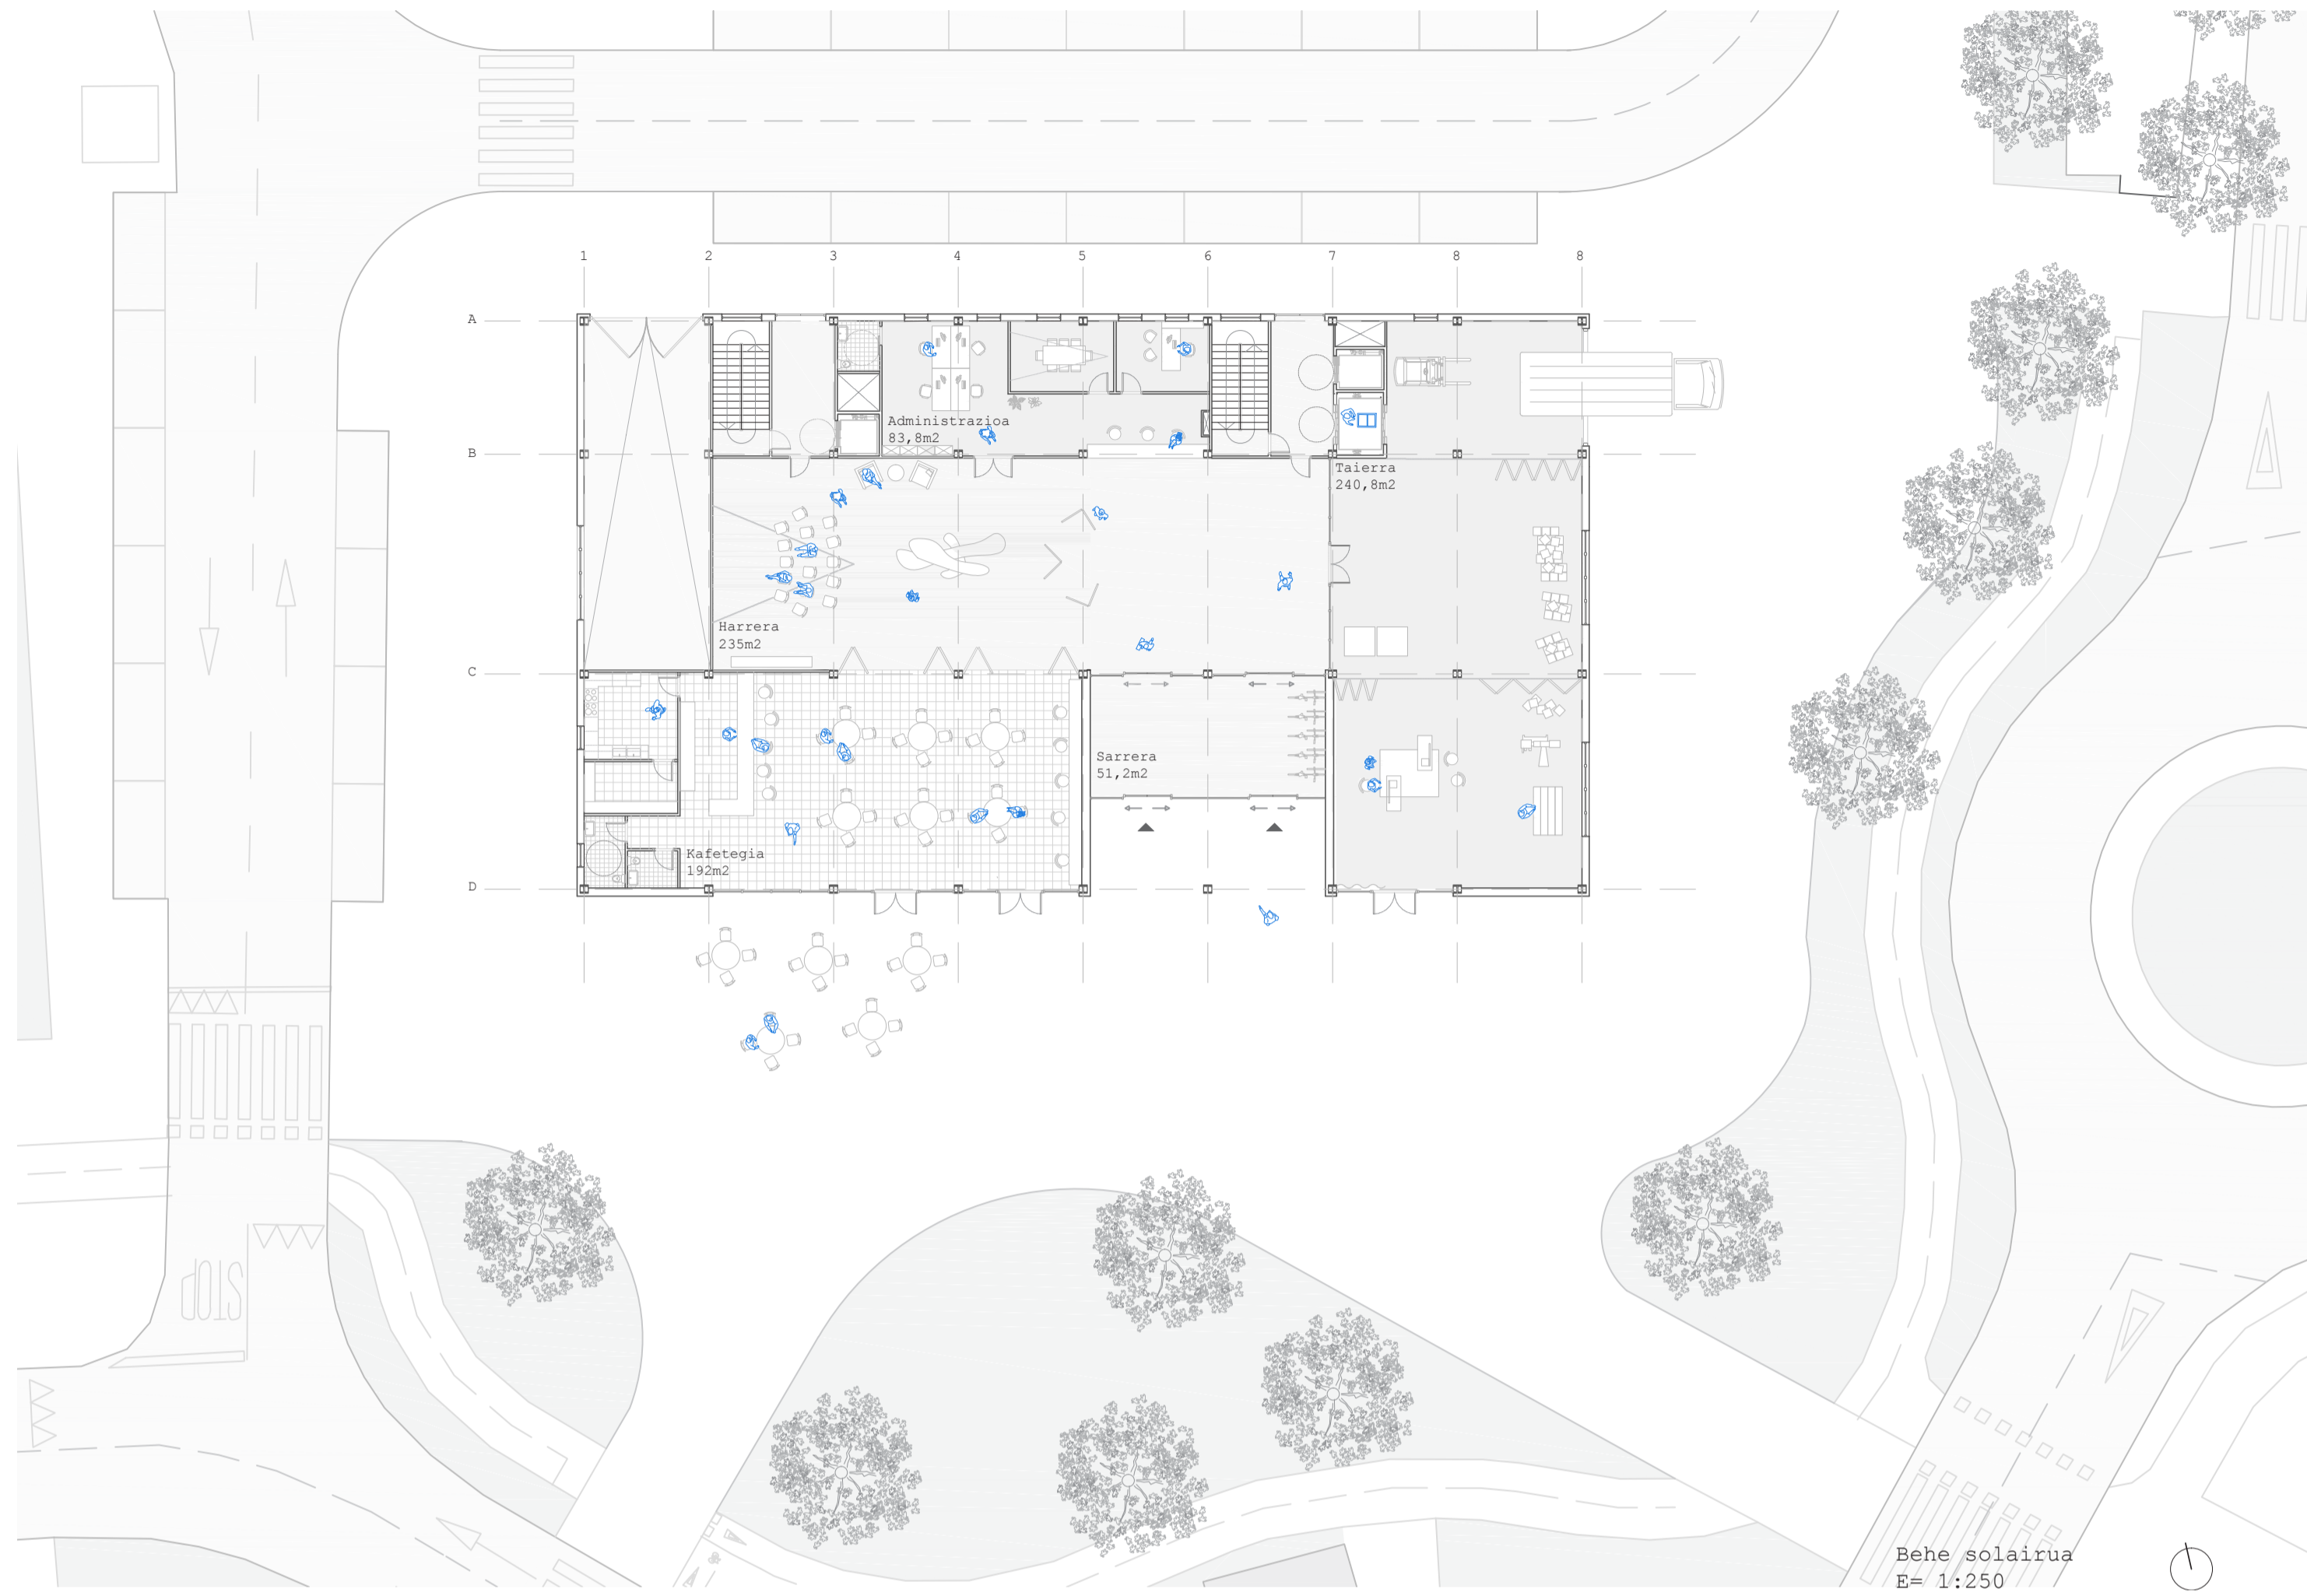 1 2 3 4 5 6 7 8 8
A
Administrazioa
83,8m2
B
Taierra
240,8m2
Harrera
235m2
C
Sarrera
51,2m2
Kafetegia
192m2
D
STOP
Behe solairua
E= 1:250